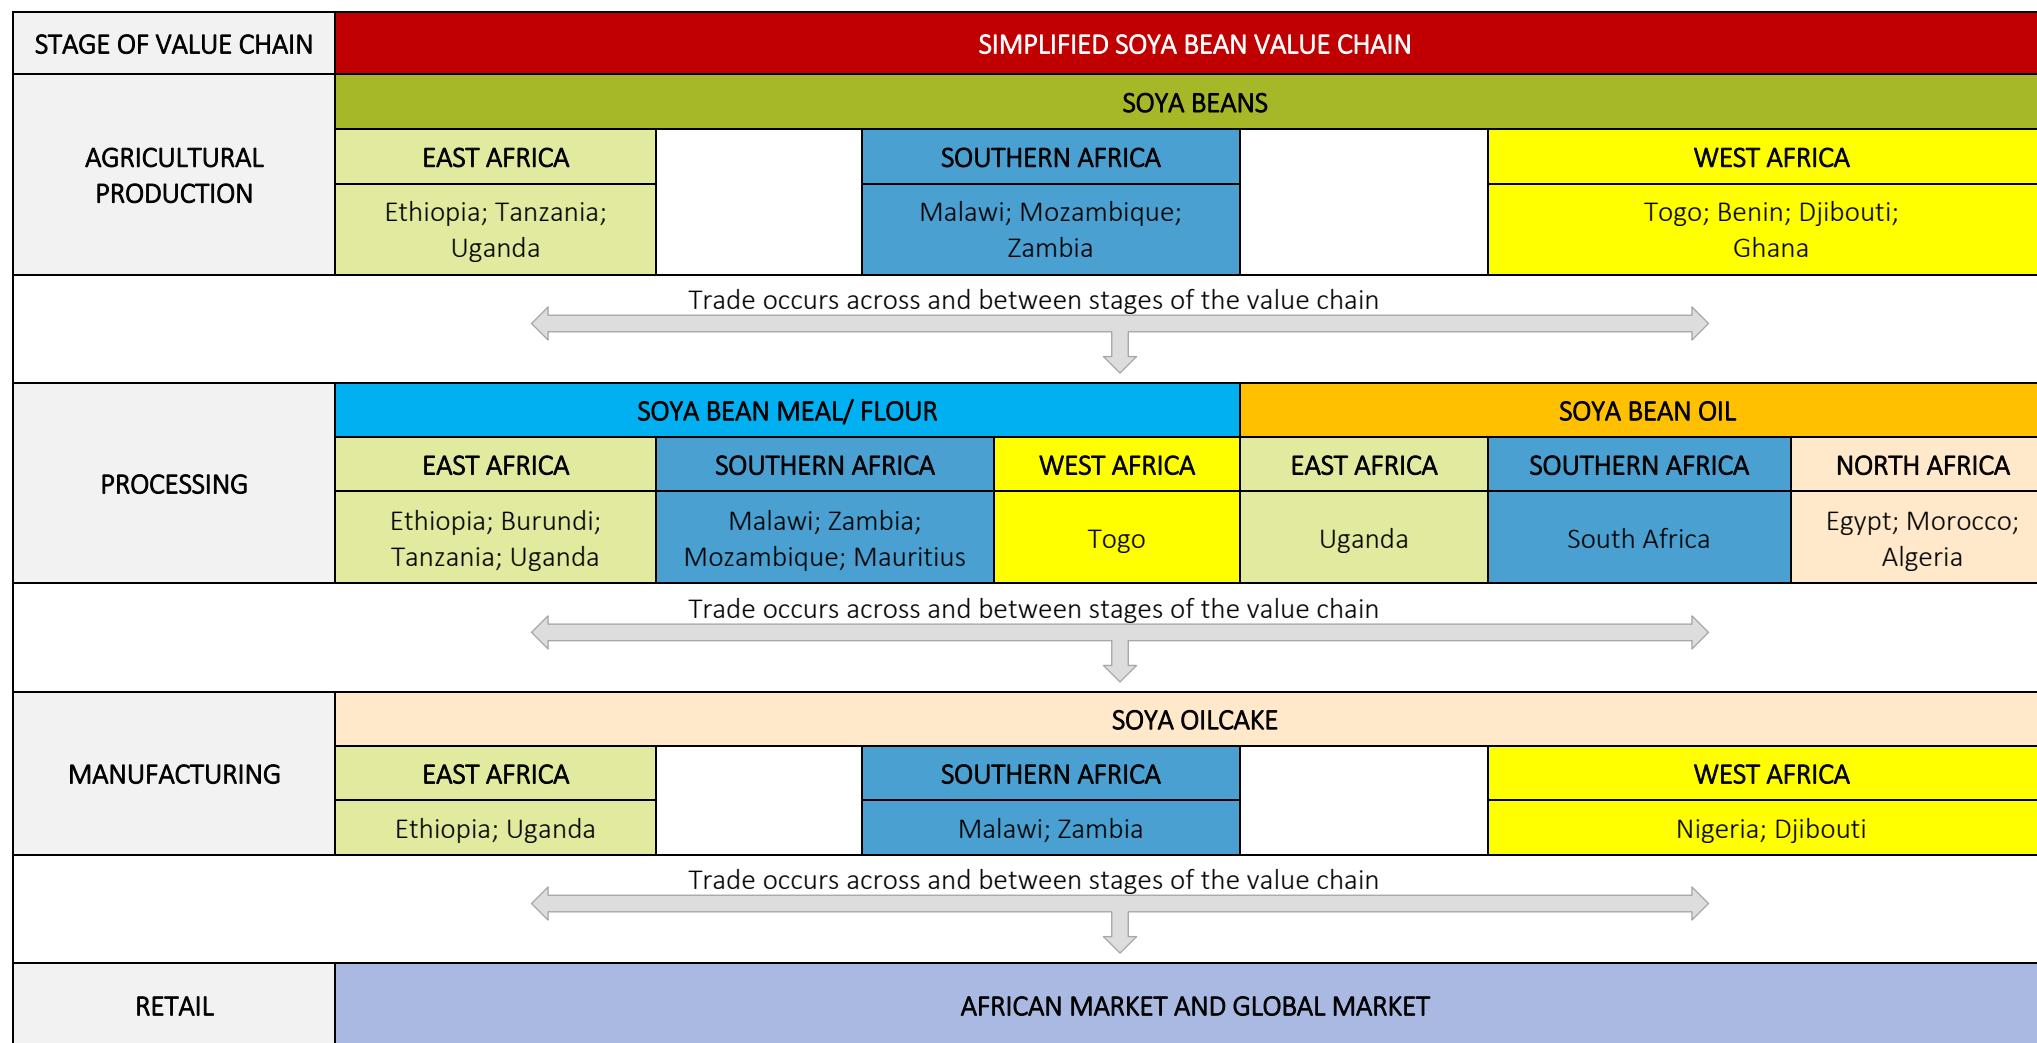 STAGE OF VALUE CHAIN
SIMPLIFIED SOYA BEAN VALUE CHAIN
AGRICULTURAL
PRODUCTION
SOYA BEANS
EAST AFRICA
SOUTHERN AFRICA
WEST AFRICA
Ethiopia; Tanzania;
Uganda
Malawi; Mozambique;
Zambia
Togo; Benin; Djibouti;
Ghana
Trade occurs across and between stages of the value chain
PROCESSING
SOYA BEAN MEAL/ FLOUR
SOYA BEAN OIL
EAST AFRICA
SOUTHERN AFRICA
WEST AFRICA
EAST AFRICA
SOUTHERN AFRICA
NORTH AFRICA
Ethiopia; Burundi;
Tanzania; Uganda
Malawi; Zambia;
Mozambique; Mauritius
Togo
Uganda
South Africa
Egypt; Morocco;
Algeria
Trade occurs across and between stages of the value chain
MANUFACTURING
SOYA OILCAKE
EAST AFRICA
SOUTHERN AFRICA
WEST AFRICA
Ethiopia; Uganda
Malawi; Zambia
Nigeria; Djibouti
Trade occurs across and between stages of the value chain
RETAIL
AFRICAN MARKET AND GLOBAL MARKET